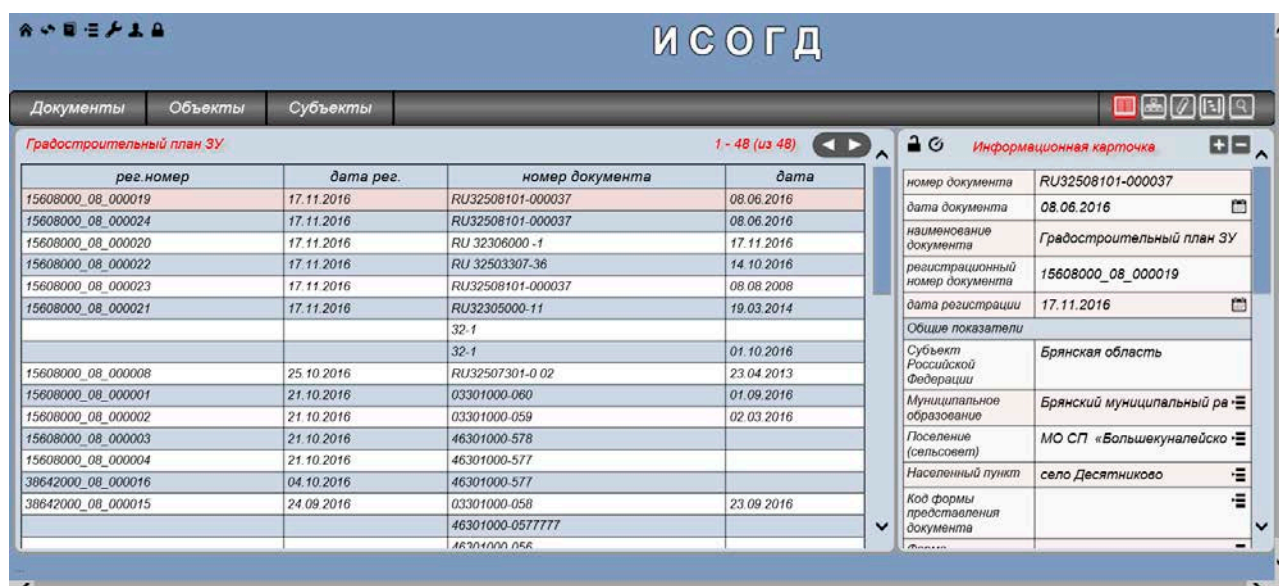 ИСОГД
Документы Объекты Субъекты
Градостроительный план ЗУ 1 - 48 (из 48)
рег.номер дата рег. номер документа дата
15608000_08_000019 17.11.2016 RU32508101-000037 08.06.2016
15608000_08_000024 17.11.2016 RU32508101-000037 08.06.2016
15608000_08_000020 17.11.2016 RU 32306000 -1 17.11.2016
15608000_08_000022 17.11.2016 RU 32503307-36 14.10.2016
15608000_08_000023 17.11.2016 RU32508101-000037 08.08.2008
15608000_08_000021 17.11.2016 RU32305000-11 19.03.2014
32-1
32-1 01.10.2016
15608000_08_000008 25.10.2016 RU32507301-0 02 23.04.2013
15608000_08_000001 21.10.2016 03301000-060 01.09.2016
15608000_08_000002 21.10.2016 03301000-059 02.03.2016
15608000_08_000003 21.10.2016 46301000-578
15608000_08_000004 21.10.2016 46301000-577
38642000_08_000016 04.10.2016 46301000-577
38642000_08_000015 24.09.2016 03301000-058 23.09.2016
46301000-0577777
46301000-056
Информационная карточка
номер документа RU32508101-000037
дата документа 08.06.2016
наименование
документа
Градостроительный план ЗУ
регистрационный
номер документа
15608000_08_000019
дата регистрации 17.11.2016
Общие показатели
Субъект
Российской
Федерации
Брянская область
Муниципальное
образование
Брянский муниципальный ра
Поселение
(сельсовет)
МО СП «Большекуналейско
Населенный пункт село Десятниково
Код формы
представления
документа
Форма